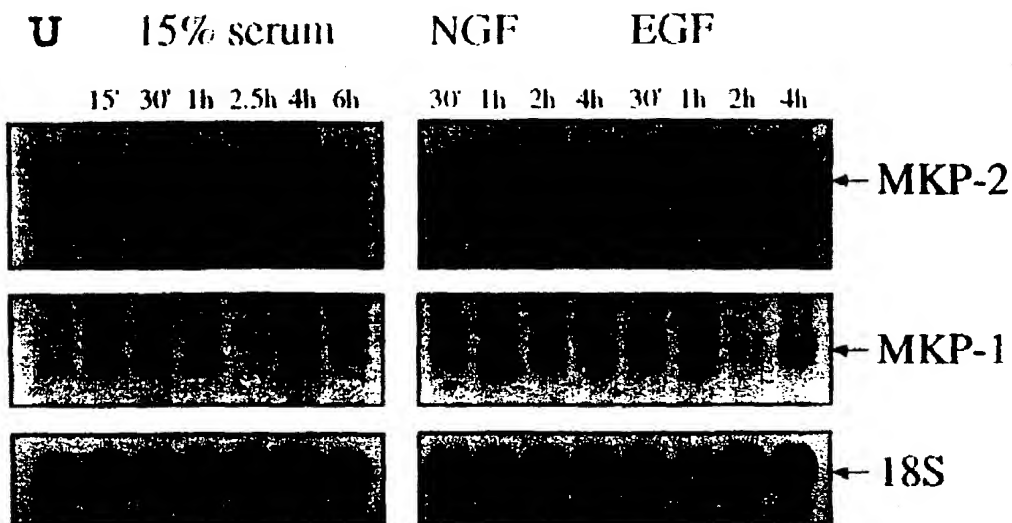 U 15% serum NGF EGF
15' 30' 1h 2.5h 4h 6h 30' 1h 2h 4h 30' 1h 2h 4h
MKP-2
MKP-1
18S